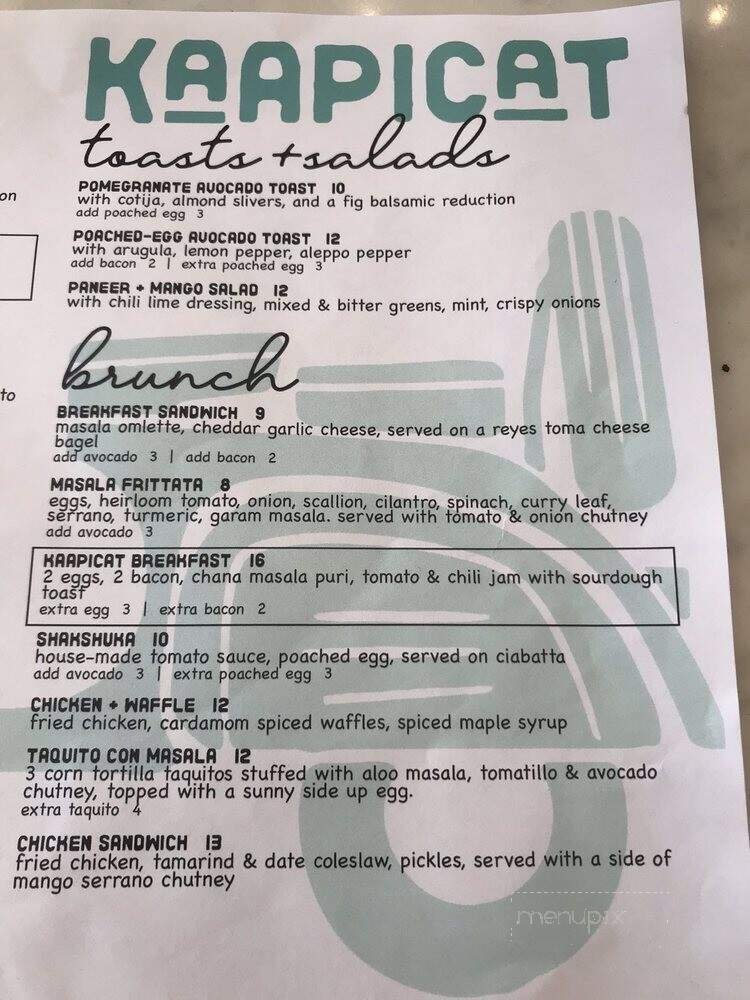 KAAPICAT
toasts + salads
on
POMEGRANATE AVOCADO TOAST 10
with cotija, almond slivers, and a fig balsamic reduction
add poached egg 3
POACHED-EGG AVOCADO TOAST 12
with arugula, lemon pepper, aleppo pepper
add bacon 2 | extra poached egg 3
PANEER + MANGO SALAD 12
with chili lime dressing, mixed & bitter greens, mint, crispy onions
brunch
to
BREAKFAST SANDWICH 9
masala omlette, cheddar garlic cheese, served on a reyes toma cheese
bagel
add avocado 3 | add bacon 2
MASALA FRITTATA 8
eggs, heirloom tomato, onion, scallion, cilantro, spinach, curry leaf,
serrano, turmeric, garam masala. served with tomato & onion chutney
add avocado 3
KAAPICAT BREAKFAST 16
2 eggs, 2 bacon, chana masala puri, tomato & chili jam with sourdough
toast
extra egg 3 | extra bacon 2
SHAKSHUKA 10
house-made tomato sauce, poached egg, served on ciabatta
add avocado 3 | extra poached egg 3
CHICKEN + WAFFLE 12
fried chicken, cardamom spiced waffles, spiced maple syrup
TAQUITO CON MASALA 12
3 corn tortilla taquitos stuffed with aloo masala, tomatillo & avocado
chutney, topped with a sunny side up egg.
extra taquito 4
CHICKEN SANDWICH 13
fried chicken, tamarind & date coleslaw, pickles, served with a side of
mango serrano chutney
menupix